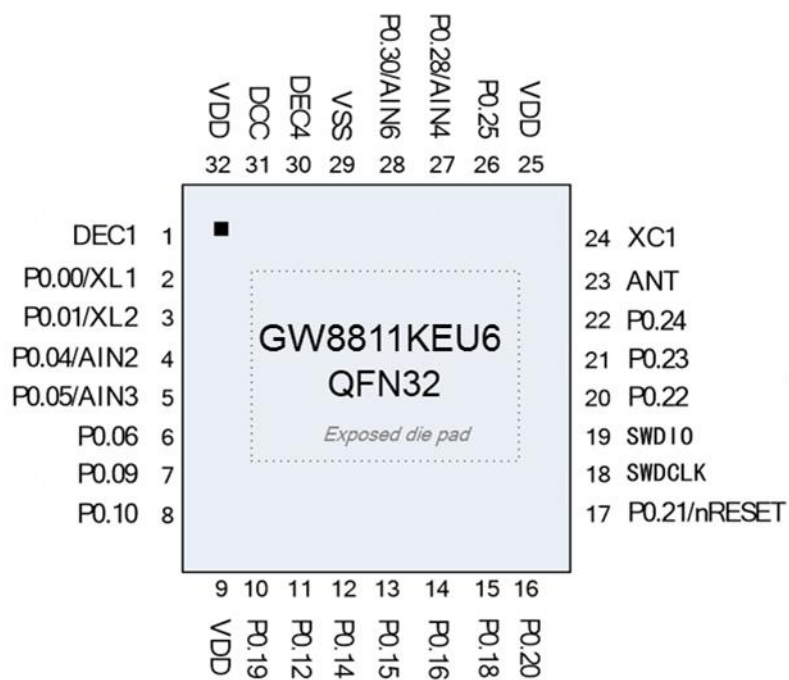 VDD DCC DEC4 VSS P0.30/AIN6 P0.28/AIN4 P0.25 VDD
32 31 30 29 28 27 26 25
DEC1 1 24 XC1
P0.00/XL1 2 23 ANT
P0.01/XL2 3 22 P0.24
GW8811KEU6
P0.04/AIN2 4 21 P0.23
QFN32
P0.05/AIN3 5 20 P0.22
P0.06 6 Exposed die pad 19 SWDIO
P0.09 7 18 SWDCLK
P0.10 8 17 P0.21/nRESET
9 10 11 12 13 14 15 16
VDD P0.19 P0.12 P0.14 P0.15 P0.16 P0.18 P0.20